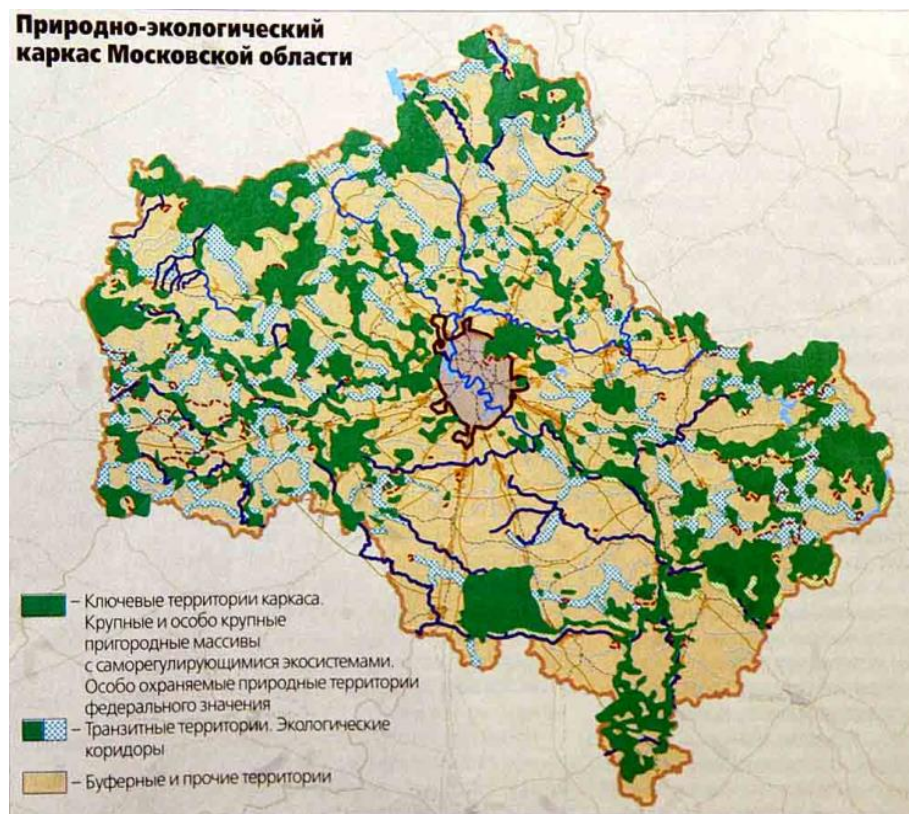 Природно-экологический
каркас Московской области
– Ключевые территории каркаса.
Крупные и особо крупные
пригородные массивы
с саморегулирующимися экосистемами.
Особо охраняемые природные территории
федерального значения
– Транзитные территории. Экологические
коридоры
– Буферные и прочие территории